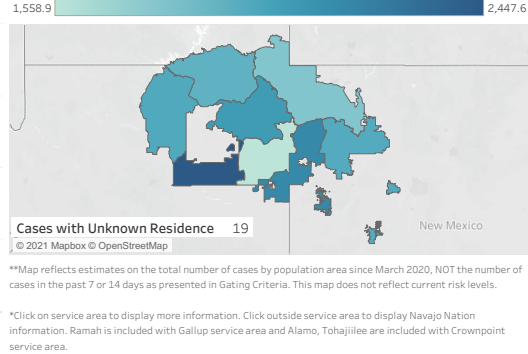 1,558.9 2,447.6
New Mexico
Cases with Unknown Residence 19
© 2021 Mapbox © OpenStreetMap
**Map reflects estimates on the total number of cases by population area since March 2020, NOT the number of
cases in the past 7 or 14 days as presented in Gating Criteria. This map does not reflect current risk levels.
*Click on service area to display more information. Click outside service area to display Navajo Nation
information. Ramah is included with Gallup service area and Alamo, Tohajiilee are included with Crownpoint
service area.